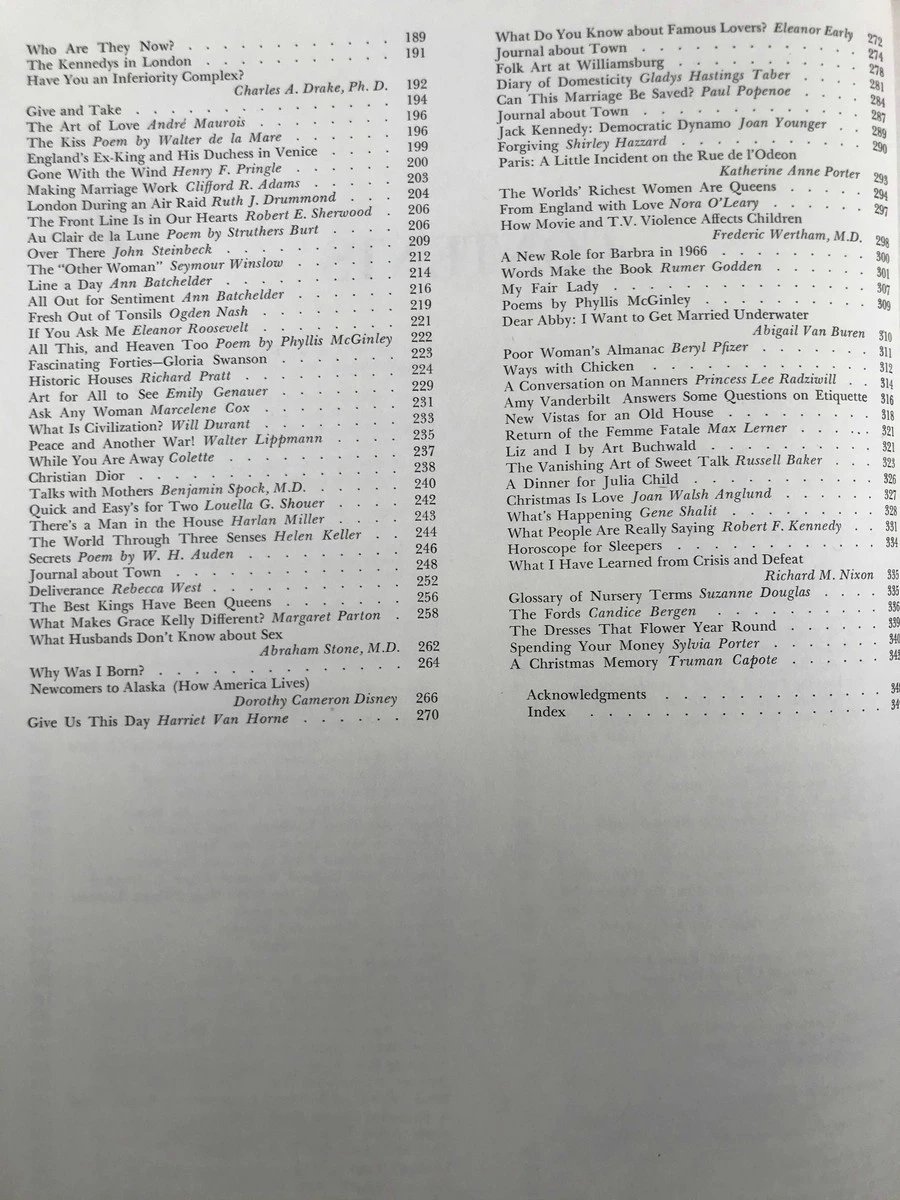 Who Are They Now? . . . . . . . . . . . 189
The Kennedys in London . . . . . . . . . . 191
Have You an Inferiority Complex?
Charles A. Drake, Ph. D. 192
Give and Take . . . . . . . . . . . . . 194
The Art of Love André Maurois . . . . . . . . 196
The Kiss Poem by Walter de la Mare . . . . . . 196
England's Ex-King and His Duchess in Venice . . . . 199
Gone With the Wind Henry F. Pringle . . . . . . 200
Making Marriage Work Clifford R. Adams . . . . . 203
London During an Air Raid Ruth J. Drummond . . . 204
The Front Line Is in Our Hearts Robert E. Sherwood . 206
Au Clair de la Lune Poem by Struthers Burt . . . . 206
Over There John Steinbeck . . . . . . . . . 209
The "Other Woman" Seymour Winslow . . . . . . 212
Line a Day Ann Batchelder . . . . . . . . . 214
All Out for Sentiment Ann Batchelder . . . . . . 216
Fresh Out of Tonsils Ogden Nash . . . . . . . 219
If You Ask Me Eleanor Roosevelt . . . . . . . 221
All This, and Heaven Too Poem by Phyllis McGinley 222
Fascinating Forties—Gloria Swanson . . . . . . . 223
Historic Houses Richard Pratt . . . . . . . . 224
Art for All to See Emily Genauer . . . . . . . 229
Ask Any Woman Marcelene Cox . . . . . . . 231
What Is Civilization? Will Durant . . . . . . . 233
Peace and Another War! Walter Lippmann . . . . 235
While You Are Away Colette . . . . . . . . . 237
Christian Dior . . . . . . . . . . . . . 238
Talks with Mothers Benjamin Spock, M.D. . . . . . 240
Quick and Easy's for Two Louella G. Shouer . . . . 242
There's a Man in the House Harlan Miller . . . . . 243
The World Through Three Senses Helen Keller . . . 244
Secrets Poem by W. H. Auden . . . . . . . . 246
Journal about Town . . . . . . . . . . . 248
Deliverance Rebecca West . . . . . . . . . 252
The Best Kings Have Been Queens . . . . . . . 256
What Makes Grace Kelly Different? Margaret Parton . 258
What Husbands Don't Know about Sex
Abraham Stone, M.D. 262
Why Was I Born? . . . . . . . . . . . . 264
Newcomers to Alaska (How America Lives)
Dorothy Cameron Disney 266
Give Us This Day Harriet Van Horne . . . . . . 270
What Do You Know about Famous Lovers? Eleanor Early 272
Journal about Town . . . . . . . . . . . 274
Folk Art at Williamsburg . . . . . . . . . . 278
Diary of Domesticity Gladys Hastings Taber . . . . 281
Can This Marriage Be Saved? Paul Popenoe . . . . 284
Journal about Town . . . . . . . . . . . 287
Jack Kennedy: Democratic Dynamo Joan Younger . . 289
Forgiving Shirley Hazzard . . . . . . . . . 290
Paris: A Little Incident on the Rue de l'Odeon
Katherine Anne Porter 293
The Worlds' Richest Women Are Queens . . . . . 294
From England with Love Nora O'Leary . . . . . 297
How Movie and T.V. Violence Affects Children
Frederic Wertham, M.D. 298
A New Role for Barbra in 1966 . . . . . . . . 300
Words Make the Book Rumer Godden . . . . . . 301
My Fair Lady . . . . . . . . . . . . . 307
Poems by Phyllis McGinley . . . . . . . . . 309
Dear Abby: I Want to Get Married Underwater
Abigail Van Buren 310
Poor Woman's Almanac Beryl Pfizer . . . . . . 311
Ways with Chicken . . . . . . . . . . . 312
A Conversation on Manners Princess Lee Radziwill . . 314
Amy Vanderbilt Answers Some Questions on Etiquette 316
New Vistas for an Old House . . . . . . . . 318
Return of the Femme Fatale Max Lerner . . . . . 321
Liz and I by Art Buchwald . . . . . . . . . 321
The Vanishing Art of Sweet Talk Russell Baker . . . 323
A Dinner for Julia Child . . . . . . . . . . 326
Christmas Is Love Joan Walsh Anglund . . . . . 327
What's Happening Gene Shalit . . . . . . . . 328
What People Are Really Saying Robert F. Kennedy . . 331
Horoscope for Sleepers . . . . . . . . . . 334
What I Have Learned from Crisis and Defeat
Richard M. Nixon 335
Glossary of Nursery Terms Suzanne Douglas . . . . 335
The Fords Candice Bergen . . . . . . . . . 336
The Dresses That Flower Year Round . . . . . . 339
Spending Your Money Sylvia Porter . . . . . . 340
A Christmas Memory Truman Capote . . . . . .
Acknowledgments . . . . . . . . . . .
Index . . . . . . . . . . . . . .